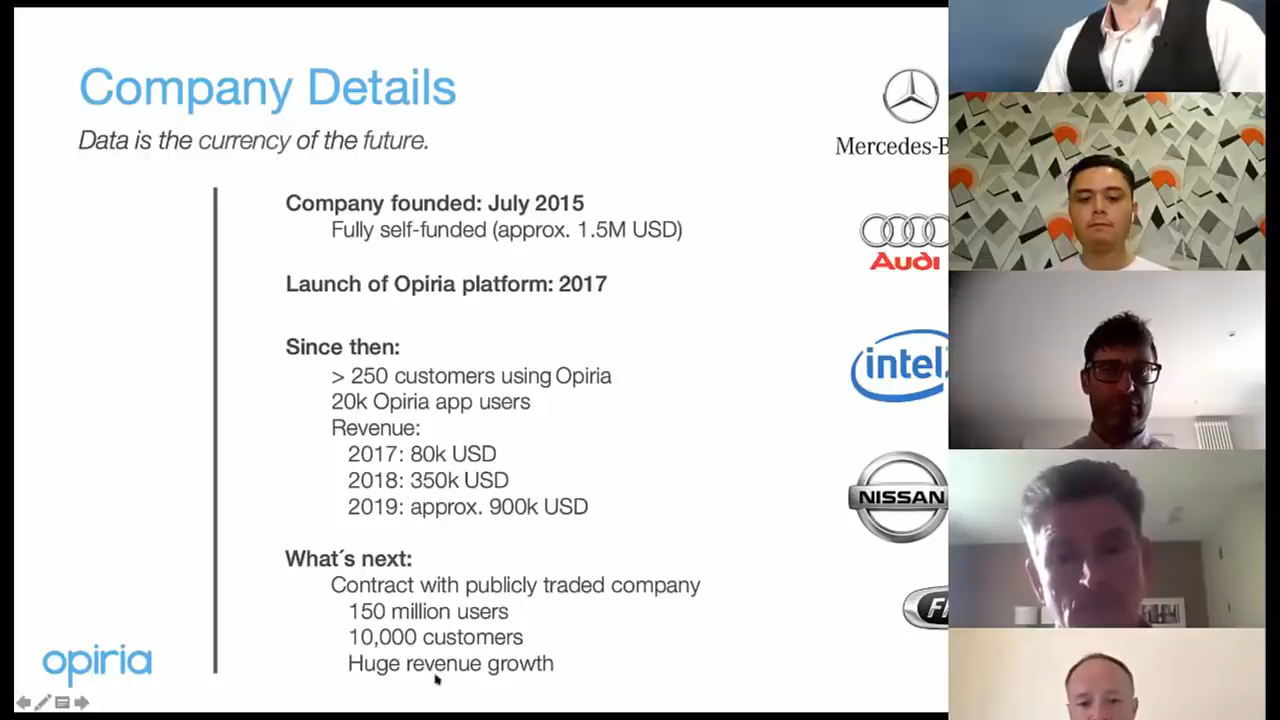 Company Details
Data is the currency of the future.
Company founded: July 2015
Fully self-funded (approx. 1.5M USD)
Launch of Opiria platform: 2017
Since then:
> 250 customers using Opiria
20k Opiria app users
Revenue:
2017: 80k USD
2018: 350k USD
2019: approx. 900k USD
What´s next:
Contract with publicly traded company
150 million users
10,000 customers
Huge revenue growth
opiria
Mercedes-B
Audi
intel
NISSAN